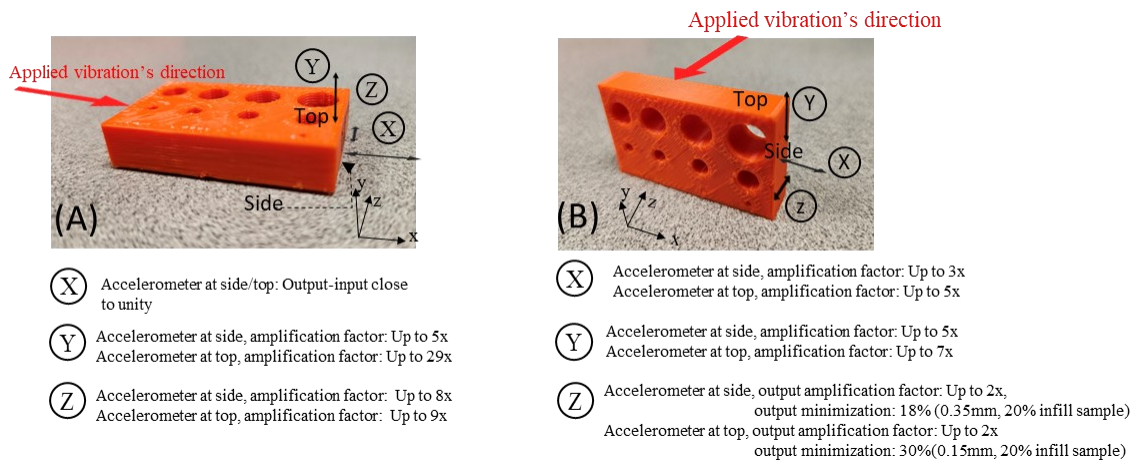 Applied vibration's direction
Y
Z
Top
X
Side
y
z
x
(A)
X
Accelerometer at side/top: Output-input close
to unity
Y
Accelerometer at side, amplification factor: Up to 5x
Accelerometer at top, amplification factor: Up to 29x
Z
Accelerometer at side, amplification factor:  Up to 8x
Accelerometer at top, amplification factor:  Up to 9x
Applied vibration's direction
Top
Y
Side
X
z
y
z
x
(B)
X
Accelerometer at side, amplification factor: Up to 3x
Accelerometer at top, amplification factor: Up to 5x
Y
Accelerometer at side, amplification factor: Up to 5x
Accelerometer at top, amplification factor: Up to 7x
Z
Accelerometer at side, output amplification factor: Up to 2x,
output minimization: 18% (0.35mm, 20% infill sample)
Accelerometer at top, output amplification factor: Up to 2x
output minimization: 30%(0.15mm, 20% infill sample)